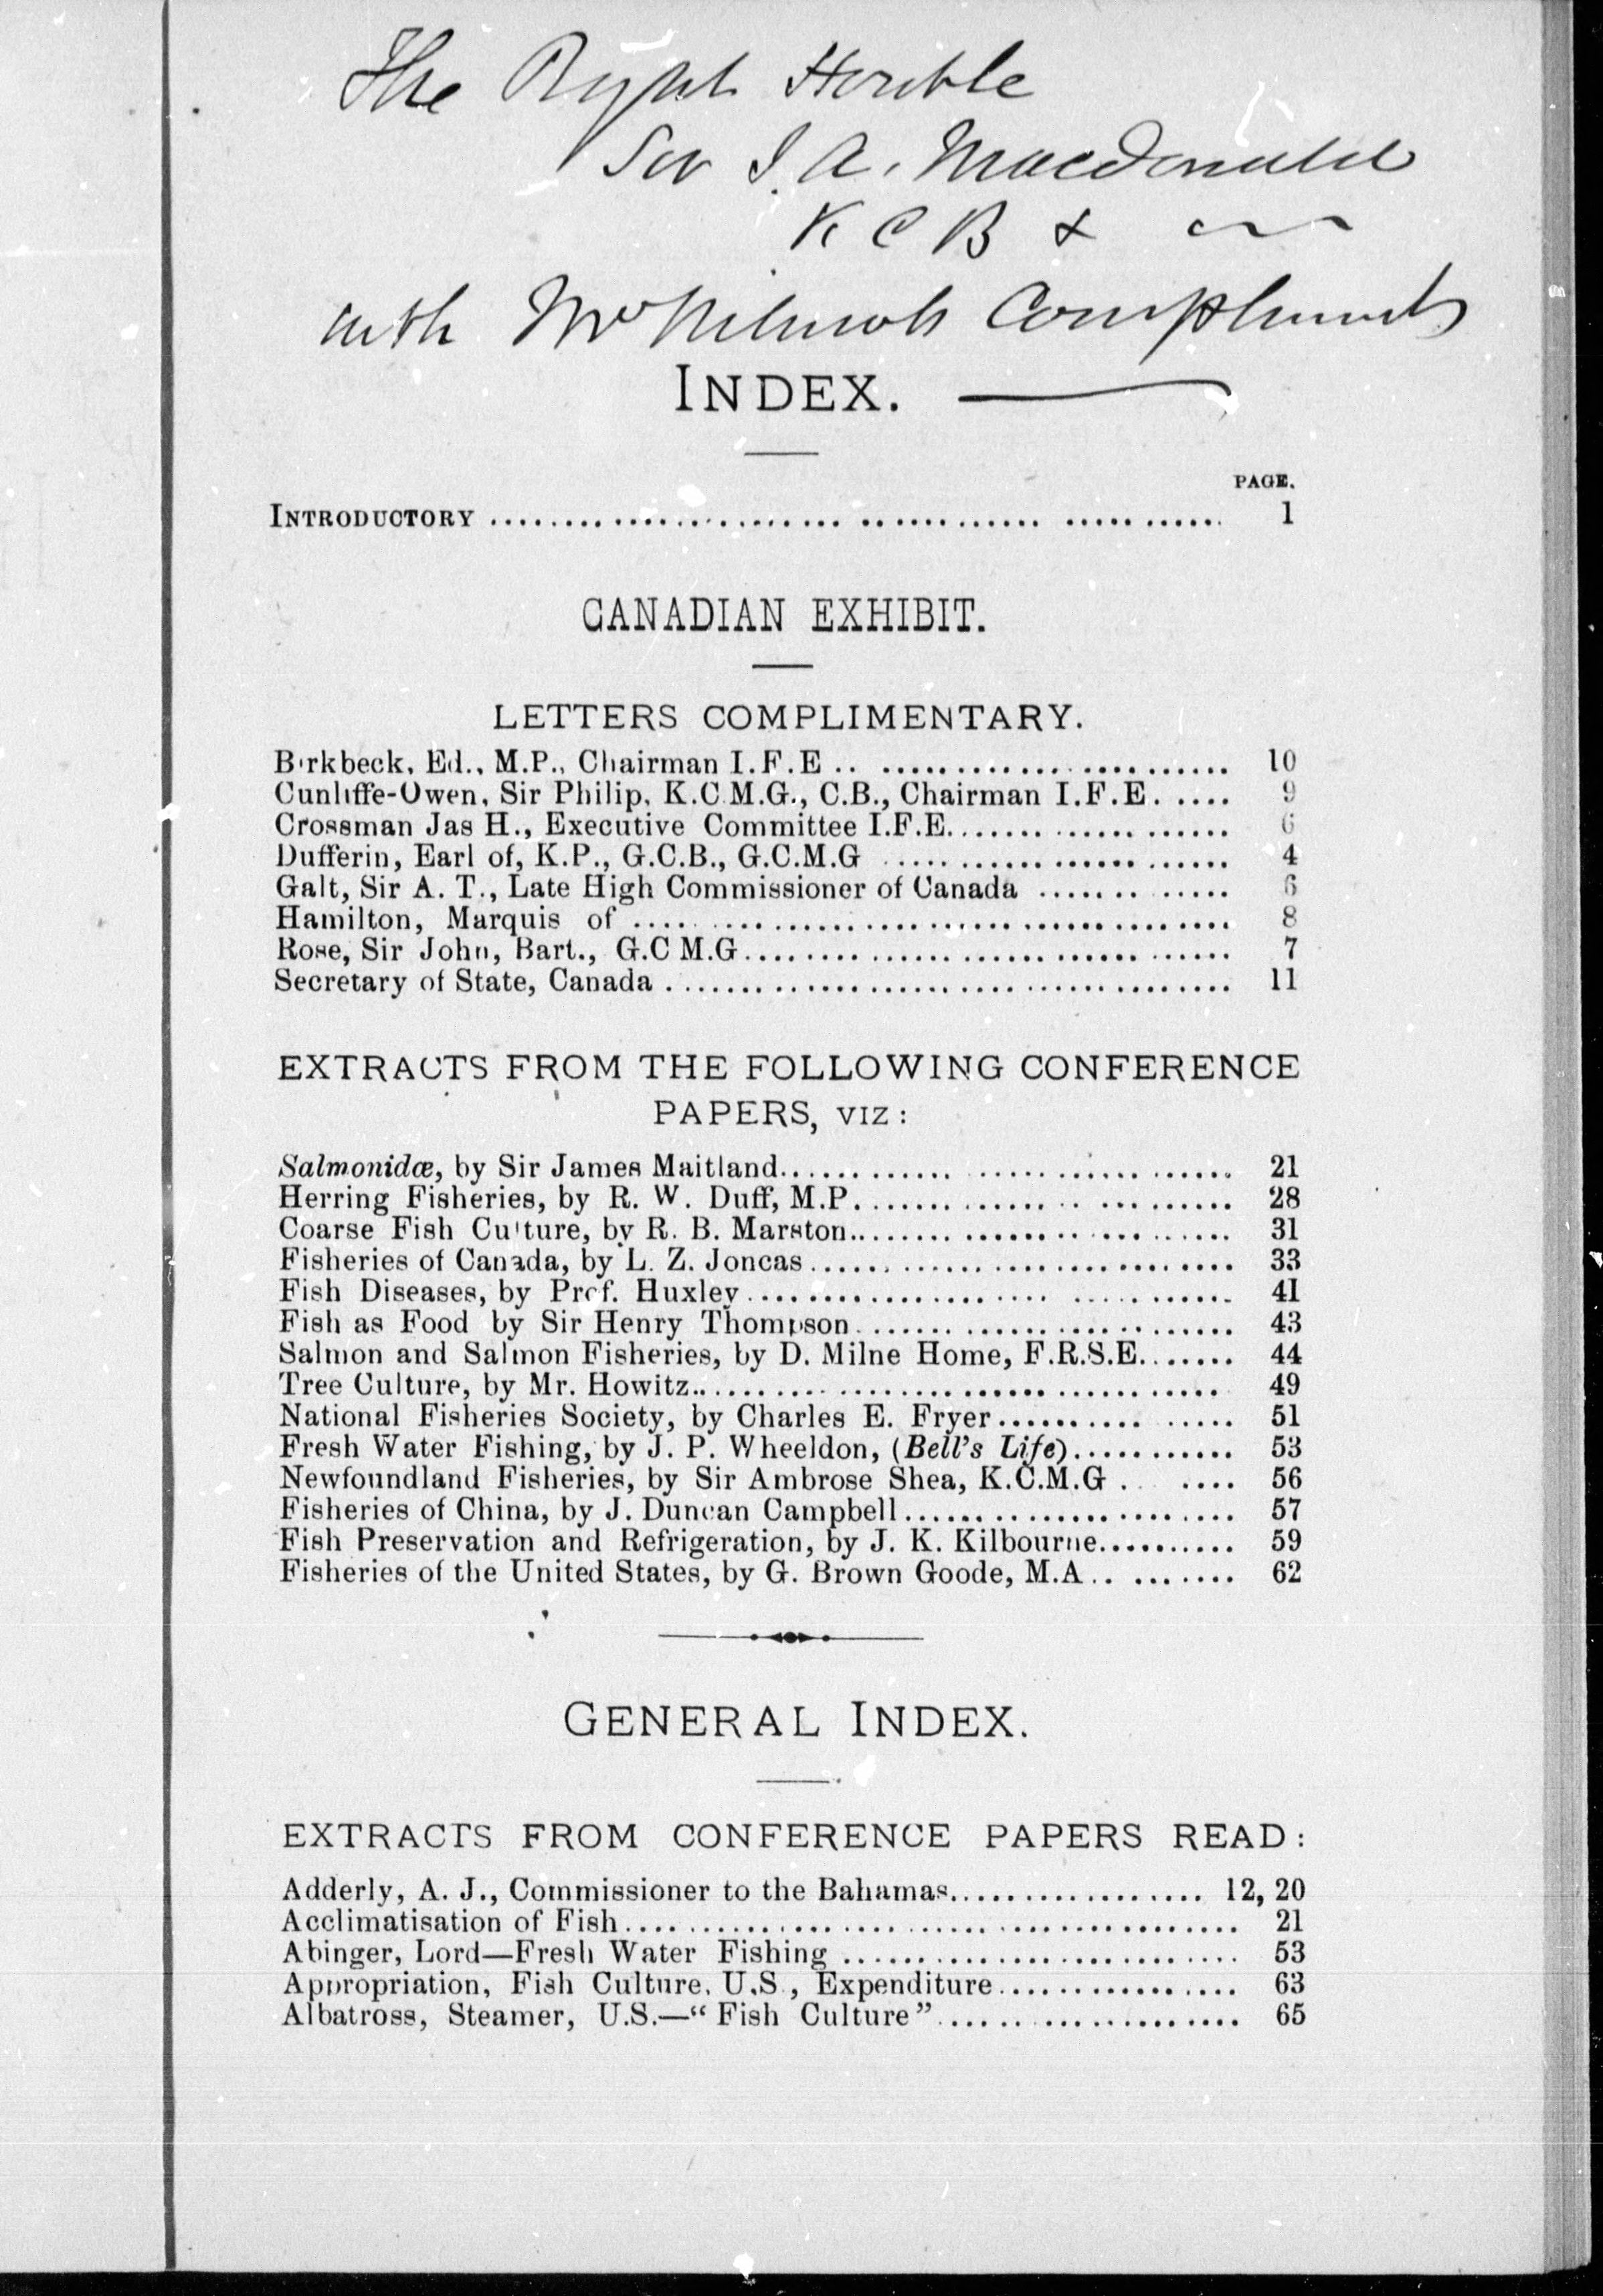 The Right Honble
Sir J. A. Macdonald
K C B &
with Mr Wilmots Compliments
INDEX.
PAGE.
INTRODUCTORY ........................................ 1
CANADIAN EXHIBIT.
LETTERS COMPLIMENTARY.
Birkbeck, Ed., M.P., Chairman I.F.E .............................. 10
Cunliffe-Owen, Sir Philip, K.C.M.G., C.B., Chairman I.F.E. ..... 9
Crossman Jas H., Executive Committee I.F.E.................... 6
Dufferin, Earl of, K.P., G.C.B., G.C.M.G ........................ 4
Galt, Sir A. T., Late High Commissioner of Canada ............. 6
Hamilton, Marquis of ........................................ 8
Rose, Sir John, Bart., G.C M.G................................ 7
Secretary of State, Canada .................................... 11
EXTRACTS FROM THE FOLLOWING CONFERENCE
PAPERS, VIZ:
Salmonidæ, by Sir James Maitland.............................. 21
Herring Fisheries, by R. W. Duff, M.P......................... 28
Coarse Fish Culture, by R. B. Marston......................... 31
Fisheries of Canada, by L. Z. Joncas............................ 33
Fish Diseases, by Prof. Huxley................................ 41
Fish as Food by Sir Henry Thompson......................... 43
Salmon and Salmon Fisheries, by D. Milne Home, F.R.S.E....... 44
Tree Culture, by Mr. Howitz................................... 49
National Fisheries Society, by Charles E. Fryer............... 51
Fresh Water Fishing, by J. P. Wheeldon, (Bell's Life)........... 53
Newfoundland Fisheries, by Sir Ambrose Shea, K.C.M.G ...... 56
Fisheries of China, by J. Duncan Campbell...................... 57
Fish Preservation and Refrigeration, by J. K. Kilbourne.......... 59
Fisheries of the United States, by G. Brown Goode, M.A......... 62
GENERAL INDEX.
EXTRACTS FROM CONFERENCE PAPERS READ:
Adderly, A. J., Commissioner to the Bahamas.................. 12, 20
Acclimatisation of Fish........................................ 21
Abinger, Lord—Fresh Water Fishing .......................... 53
Appropriation, Fish Culture, U.S., Expenditure................ 63
Albatross, Steamer, U.S.—“Fish Culture”..................... 65